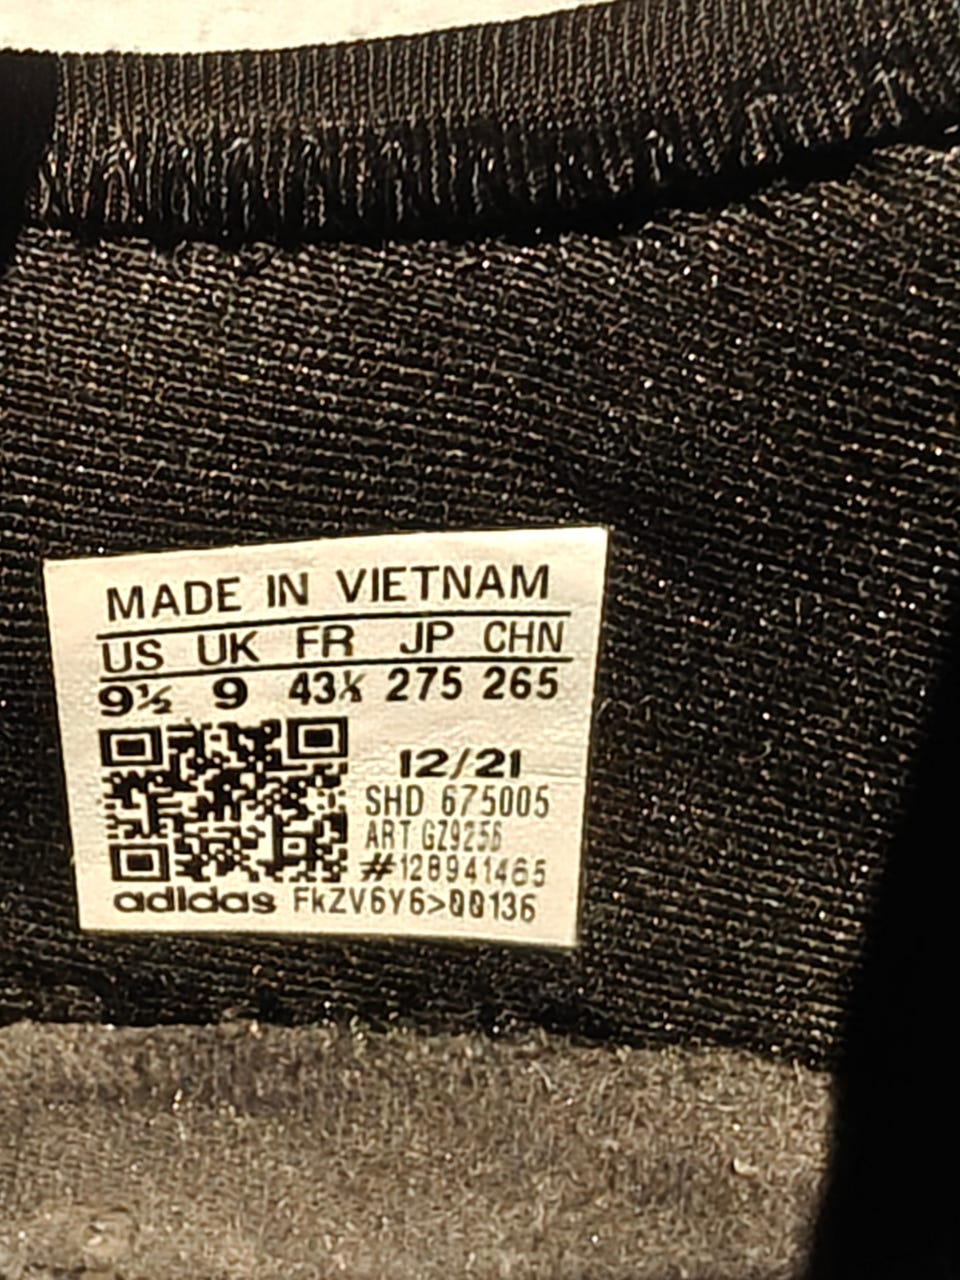 MADE IN VIETNAM
US UK FR JP CHN
9½ 9 43⅓ 275 265
12/21
SHD 675005
ART GZ9256
#128941465
adidas FkZV6Y6>00136